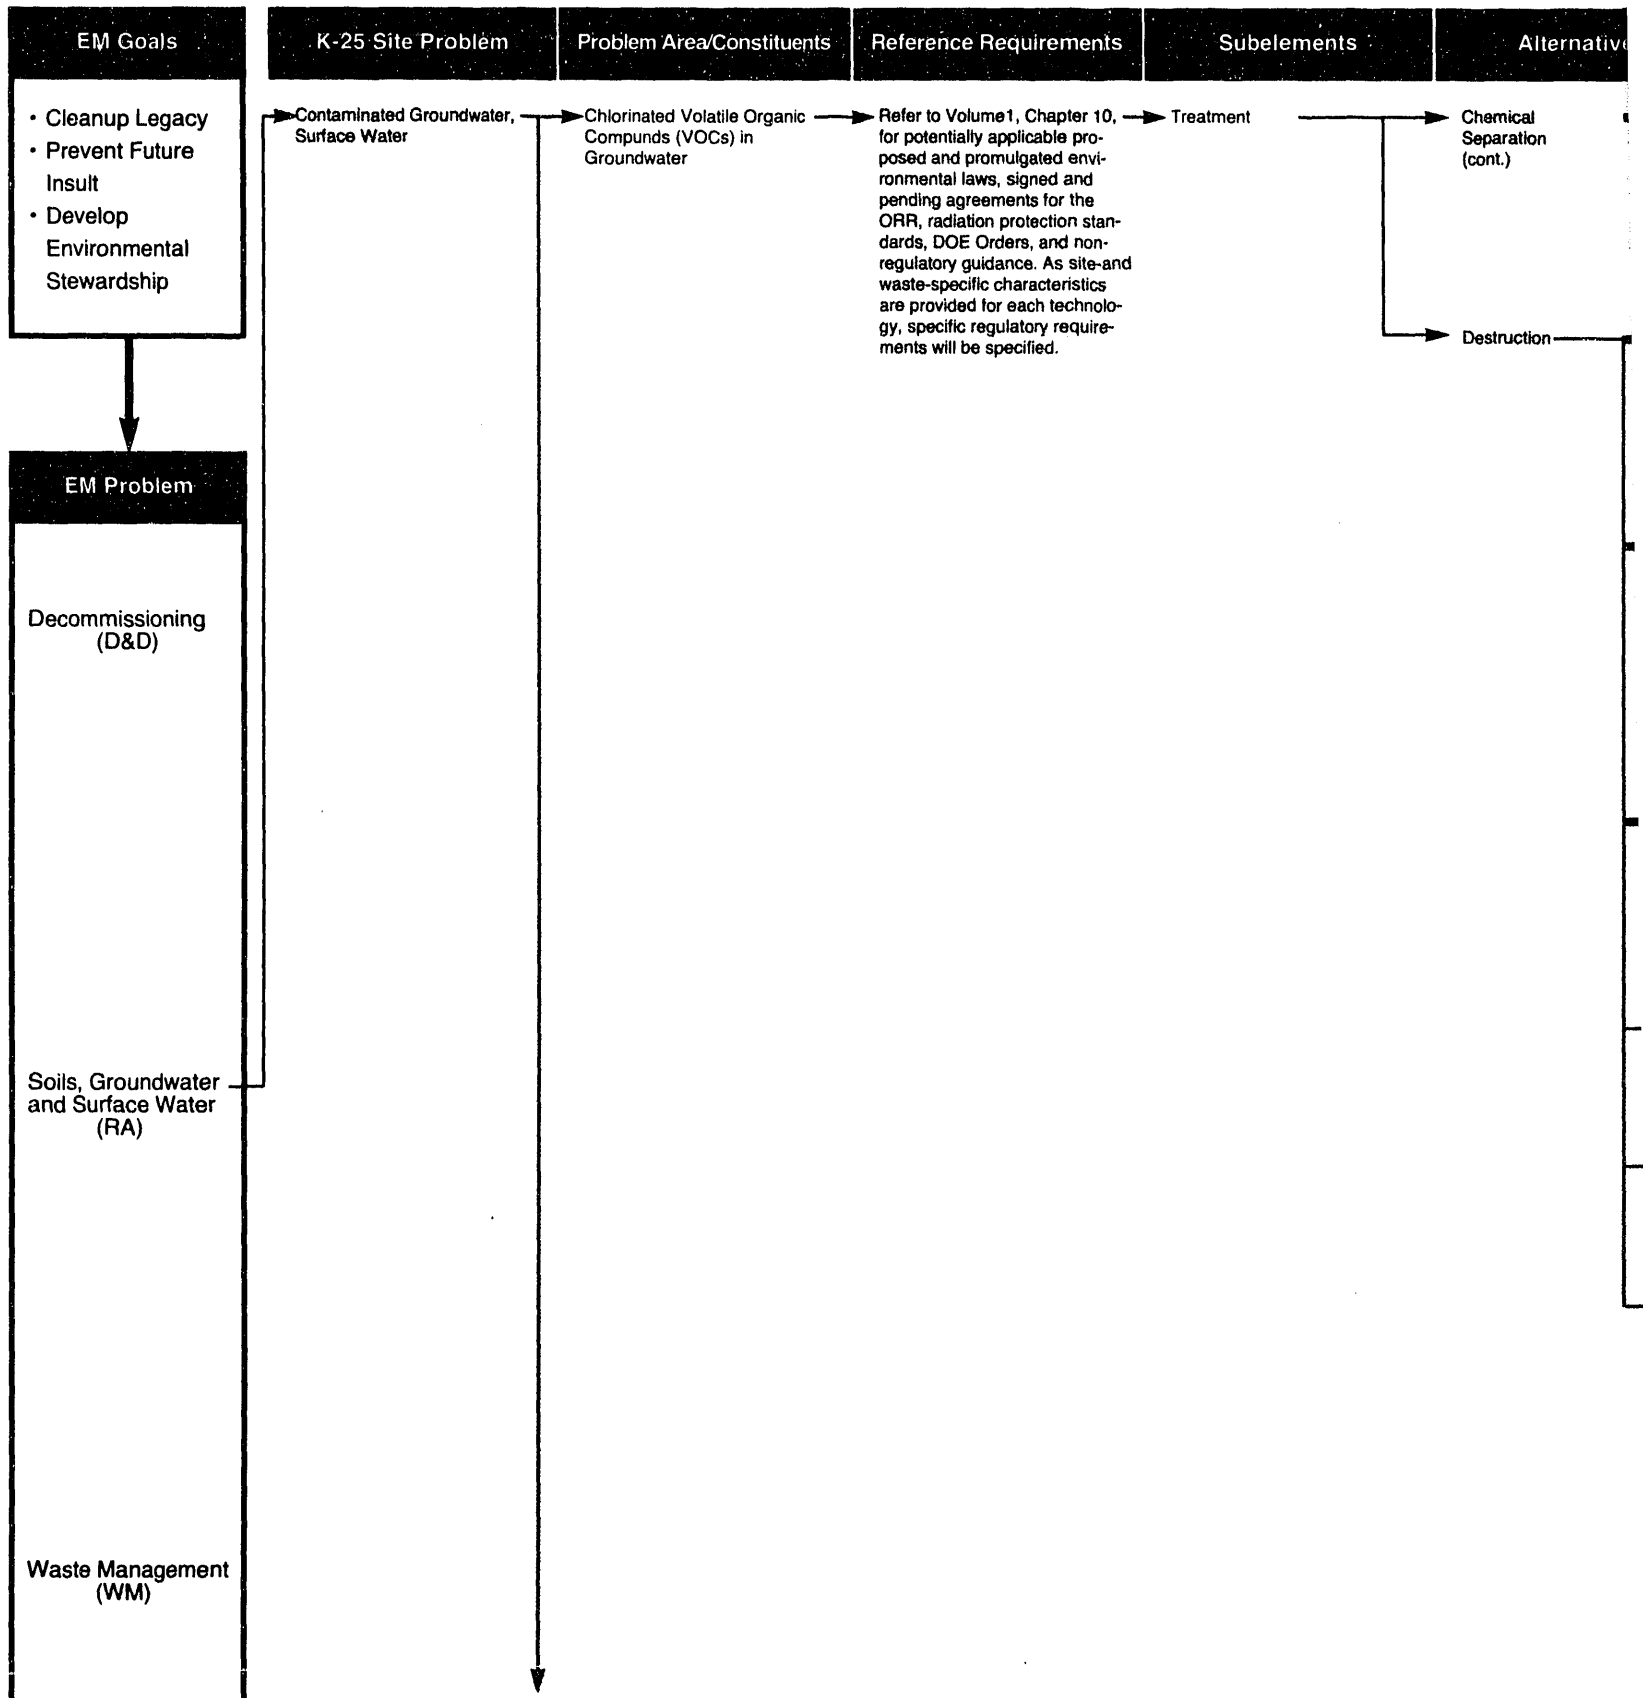 EM Goals
• Cleanup Legacy
• Prevent Future
Insult
• Develop
Environmental
Stewardship
EM Problem
Decommissioning
(D&D)
Soils, Groundwater
and Surface Water
(RA)
Waste Management
(WM)
K-25 Site Problem
Contaminated Groundwater,
Surface Water
Problem Area/Constituents
Chlorinated Volatile Organic
Compunds (VOCs) in
Groundwater
Reference Requirements
Refer to Volume1, Chapter 10,
for potentially applicable pro-
posed and promulgated envi-
ronmental laws, signed and
pending agreements for the
ORR, radiation protection stan-
dards, DOE Orders, and non-
regulatory guidance. As site-and
waste-specific characteristics
are provided for each technolo-
gy, specific regulatory require-
ments will be specified.
Subelements
Treatment
Alternative
Chemical
Separation
(cont.)
Destruction